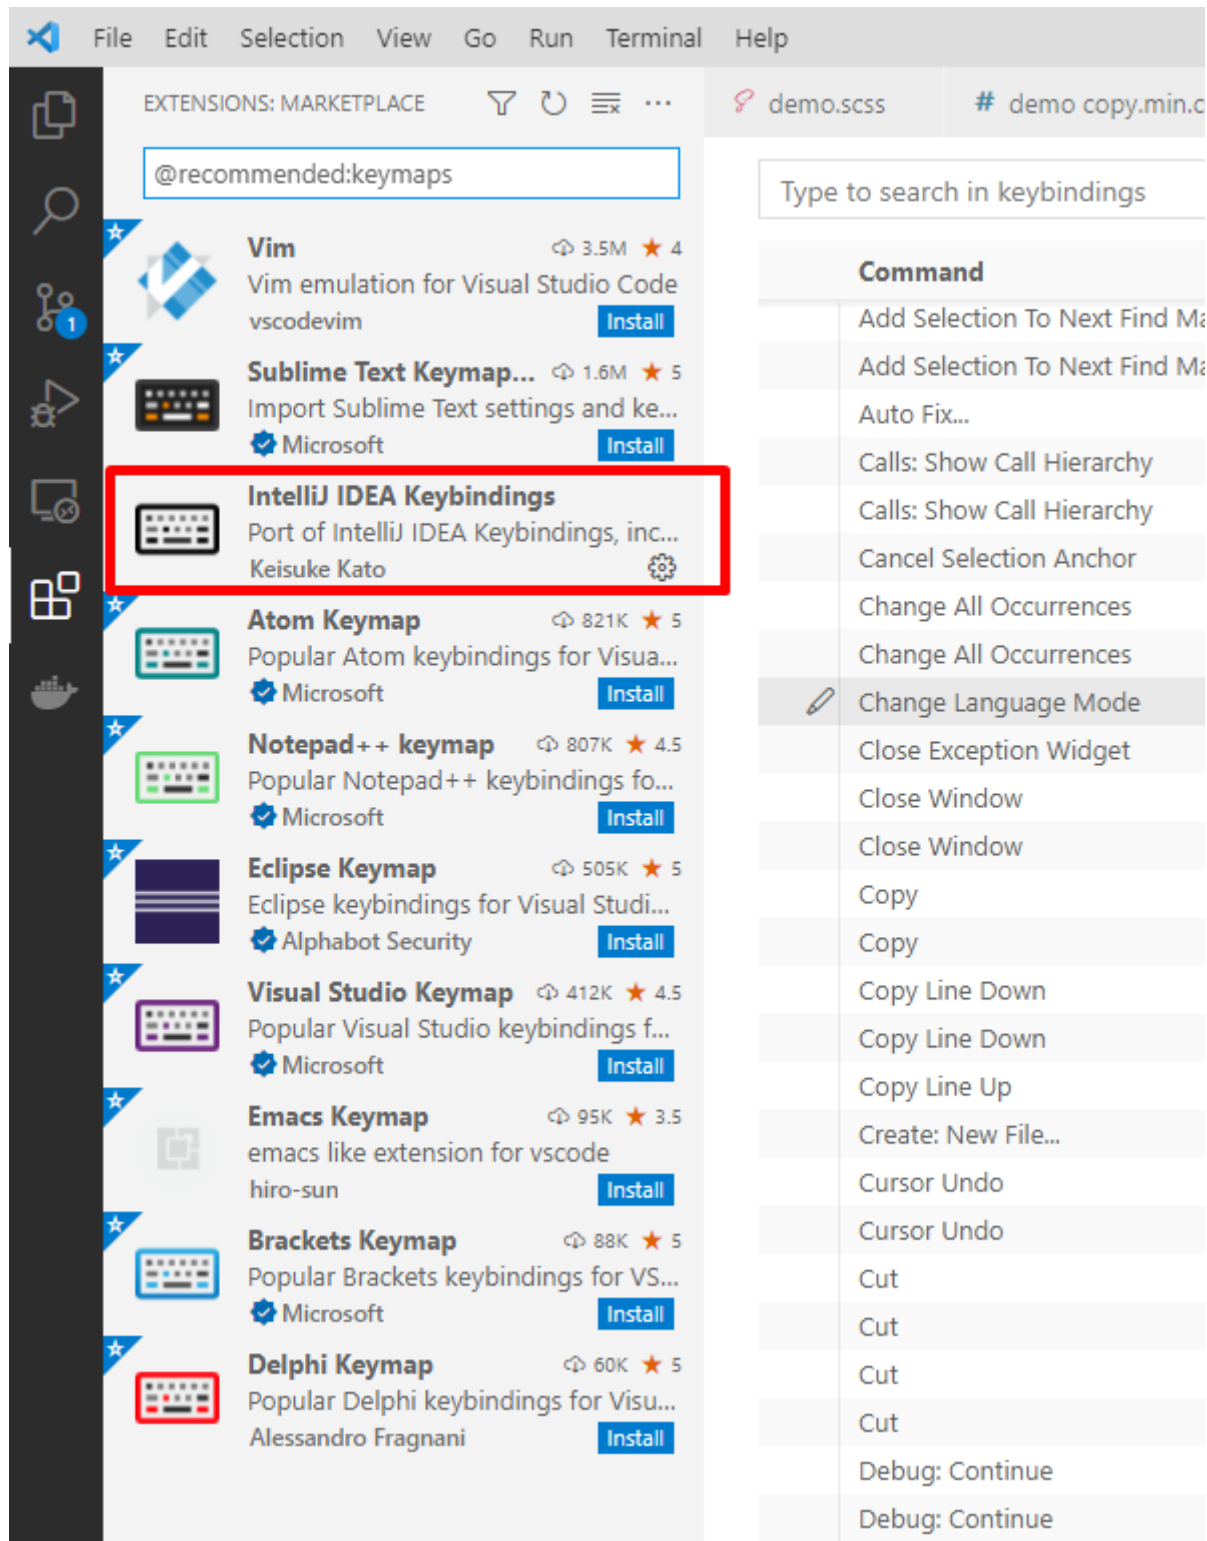 File Edit Selection View Go Run Terminal Help
EXTENSIONS: MARKETPLACE
@recommended:keymaps
Vim 3.5M 4
Vim emulation for Visual Studio Code
vscodevim Install
1
Sublime Text Keymap... 1.6M 5
Import Sublime Text settings and ke...
Microsoft Install
IntelliJ IDEA Keybindings
Port of IntelliJ IDEA Keybindings, inc...
Keisuke Kato
Atom Keymap 821K 5
Popular Atom keybindings for Visua...
Microsoft Install
Notepad++ keymap 807K 4.5
Popular Notepad++ keybindings fo...
Microsoft Install
Eclipse Keymap 505K 5
Eclipse keybindings for Visual Studi...
Alphabot Security Install
Visual Studio Keymap 412K 4.5
Popular Visual Studio keybindings f...
Microsoft Install
Emacs Keymap 95K 3.5
emacs like extension for vscode
hiro-sun Install
Brackets Keymap 88K 5
Popular Brackets keybindings for VS...
Microsoft Install
Delphi Keymap 60K 5
Popular Delphi keybindings for Visu...
Alessandro Fragnani Install
demo.scss # demo copy.min.c
Type to search in keybindings
Command
Add Selection To Next Find Ma
Add Selection To Next Find Ma
Auto Fix...
Calls: Show Call Hierarchy
Calls: Show Call Hierarchy
Cancel Selection Anchor
Change All Occurrences
Change All Occurrences
Change Language Mode
Close Exception Widget
Close Window
Close Window
Copy
Copy
Copy Line Down
Copy Line Down
Copy Line Up
Create: New File...
Cursor Undo
Cursor Undo
Cut
Cut
Cut
Cut
Debug: Continue
Debug: Continue